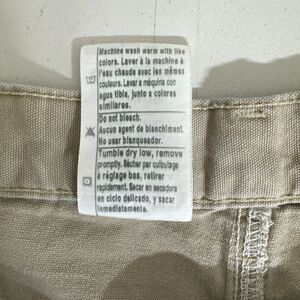 Machine wash warm with like
colors. Laver à la machine à
l'eau chaude avec les mêmes
couleurs. Lavar a máquina con
agua tibia, junto a colores
similares.
Do not bleach.
Aucun agent de blanchiment.
No usar blanqueador.
Tumble dry low, remove
promptly. Sécher par culbutage
à réglage bas, retirer
rapidement. Secar en secadora
en ciclo delicado, y sacar
inmediatamente.